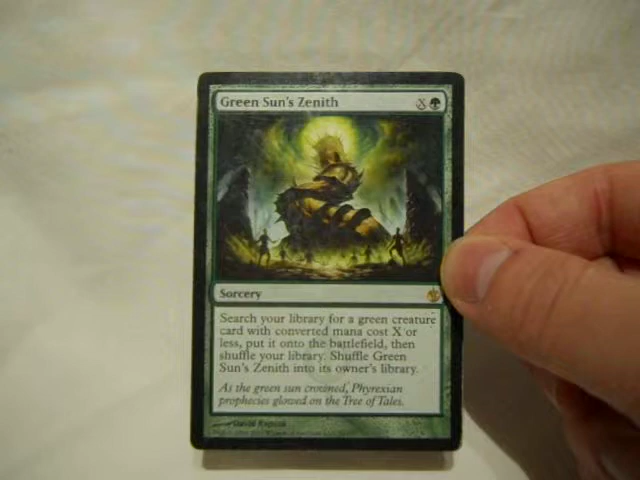 Green Sun's Zenith X
Sorcery
Search your library for a green creature
card with converted mana cost X or
less, put it onto the battlefield, then
shuffle your library. Shuffle Green
Sun's Zenith into its owner's library.
As the green sun crowned, Phyrexian
prophecies glowed on the Tree of Tales.
David Rapoza